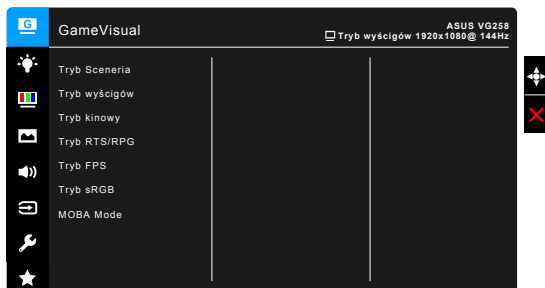 G
GameVisual
ASUS VG258
Tryb wyścigów 1920x1080@ 144Hz
Tryb Sceneria
Tryb wyścigów
Tryb kinowy
Tryb RTS/RPG
Tryb FPS
Tryb sRGB
MOBA Mode